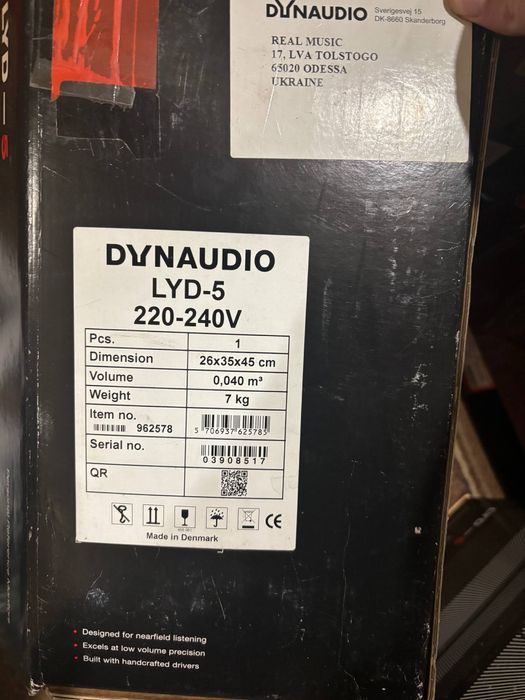 LYD – 5
DYNAUDIO
Sverigesvej 15
DK-8660 Skanderborg
REAL MUSIC
17, LVA TOLSTOGO
65020 ODESSA
UKRAINE
DYNAUDIO
LYD-5
220-240V
Pcs. 1
Dimension 26x35x45 cm
Volume 0,040 m³
Weight 7 kg
Item no.
962578 5 706937 625785
Serial no.
03908517
QR
CE
Made in Denmark
• Designed for nearfield listening
• Excels at low volume precision
• Built with handcrafted drivers